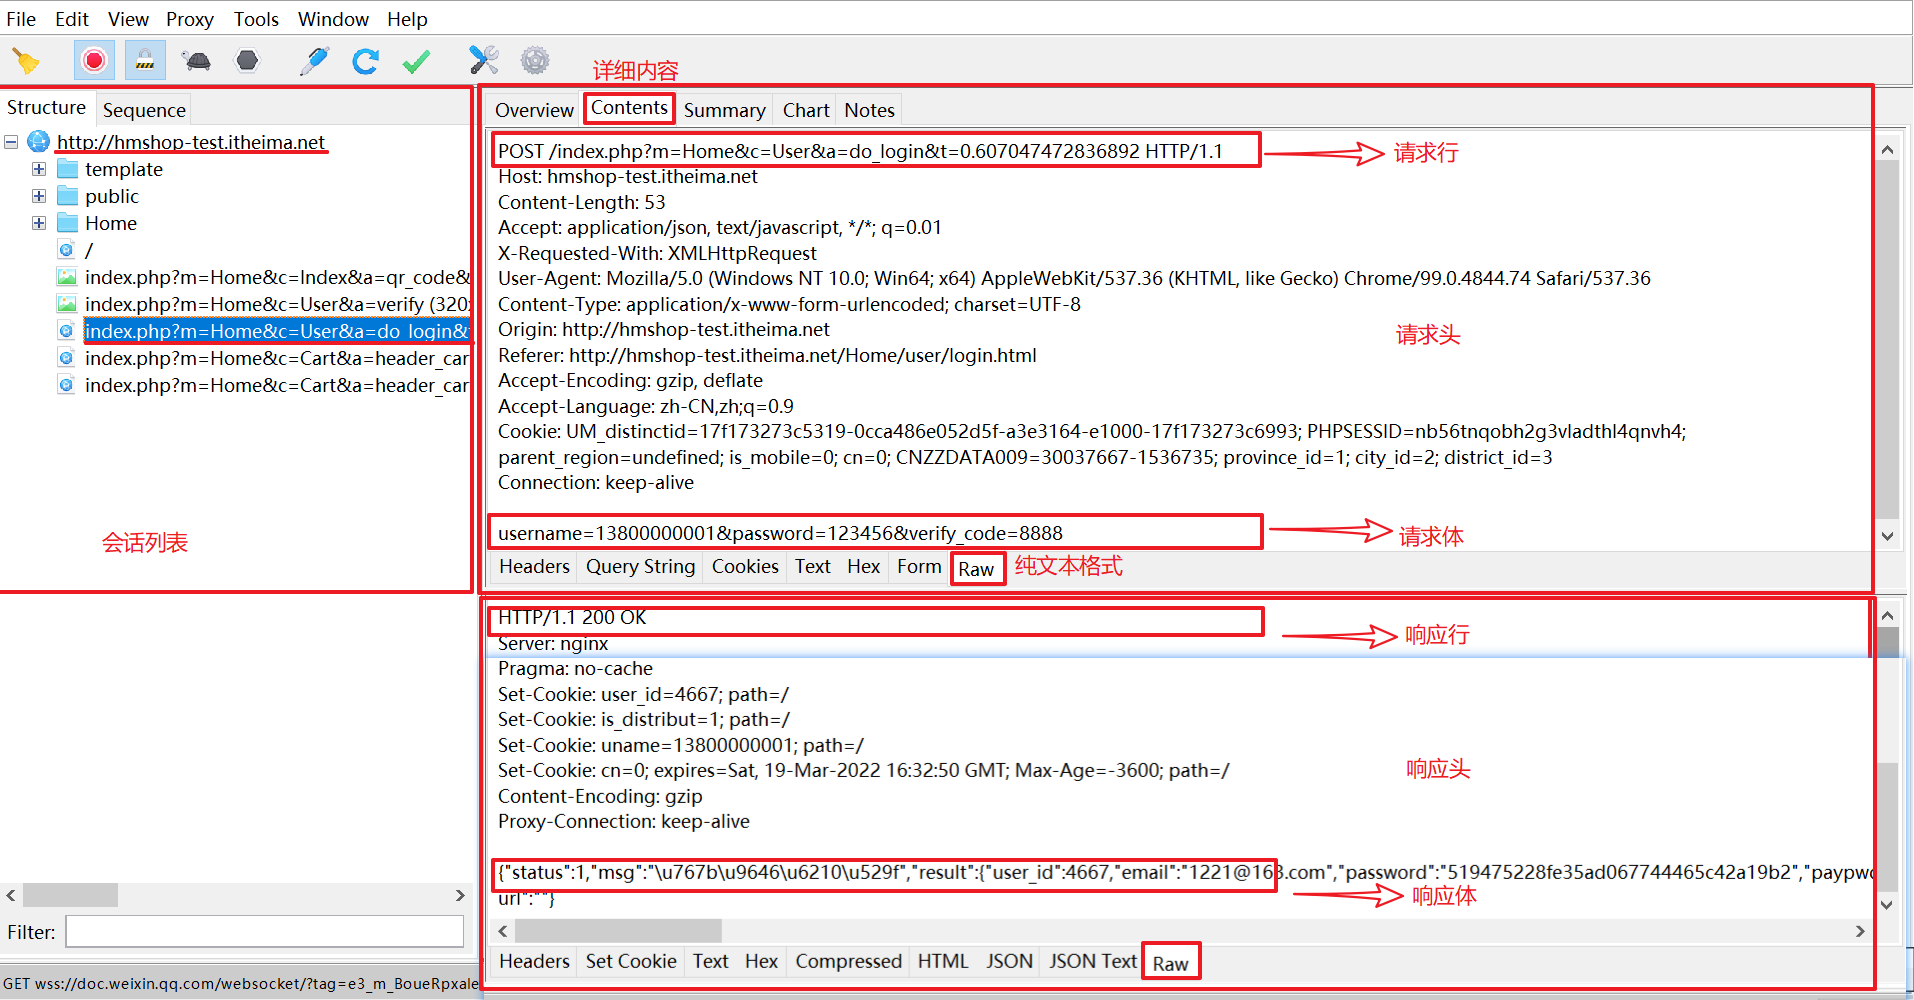 File Edit View Proxy Tools Window Help
详细内容
Structure Sequence
http://hmshop-test.itheima.net
template
public
Home
/
index.php?m=Home&c=Index&a=qr_code&
index.php?m=Home&c=User&a=verify (320
index.php?m=Home&c=User&a=do_login&
index.php?m=Home&c=Cart&a=header_car
index.php?m=Home&c=Cart&a=header_car
会话列表
Filter:
GET wss://doc.weixin.qq.com/websocket/?tag=e3_m_BoueRpxale
Overview Contents Summary Chart Notes
POST /index.php?m=Home&c=User&a=do_login&t=0.607047472836892 HTTP/1.1
请求行
Host: hmshop-test.itheima.net
Content-Length: 53
Accept: application/json, text/javascript, */*; q=0.01
X-Requested-With: XMLHttpRequest
User-Agent: Mozilla/5.0 (Windows NT 10.0; Win64; x64) AppleWebKit/537.36 (KHTML, like Gecko) Chrome/99.0.4844.74 Safari/537.36
Content-Type: application/x-www-form-urlencoded; charset=UTF-8
Origin: http://hmshop-test.itheima.net
请求头
Referer: http://hmshop-test.itheima.net/Home/user/login.html
Accept-Encoding: gzip, deflate
Accept-Language: zh-CN,zh;q=0.9
Cookie: UM_distinctid=17f173273c5319-0cca486e052d5f-a3e3164-e1000-17f173273c6993; PHPSESSID=nb56tnqobh2g3vladthl4qnvh4;
parent_region=undefined; is_mobile=0; cn=0; CNZZDATA009=30037667-1536735; province_id=1; city_id=2; district_id=3
Connection: keep-alive
username=13800000001&password=123456&verify_code=8888
请求体
Headers Query String Cookies Text Hex Form Raw
纯文本格式
HTTP/1.1 200 OK
响应行
Server: nginx
Pragma: no-cache
Set-Cookie: user_id=4667; path=/
Set-Cookie: is_distribut=1; path=/
Set-Cookie: uname=13800000001; path=/
Set-Cookie: cn=0; expires=Sat, 19-Mar-2022 16:32:50 GMT; Max-Age=-3600; path=/
响应头
Content-Encoding: gzip
Proxy-Connection: keep-alive
{"status":1,"msg":"\u767b\u9646\u6210\u529f","result":{"user_id":4667,"email":"1221@163.com","password":"519475228fe35ad067744465c42a19b2","paypwd
url":""}
响应体
Headers Set Cookie Text Hex Compressed HTML JSON JSON Text Raw